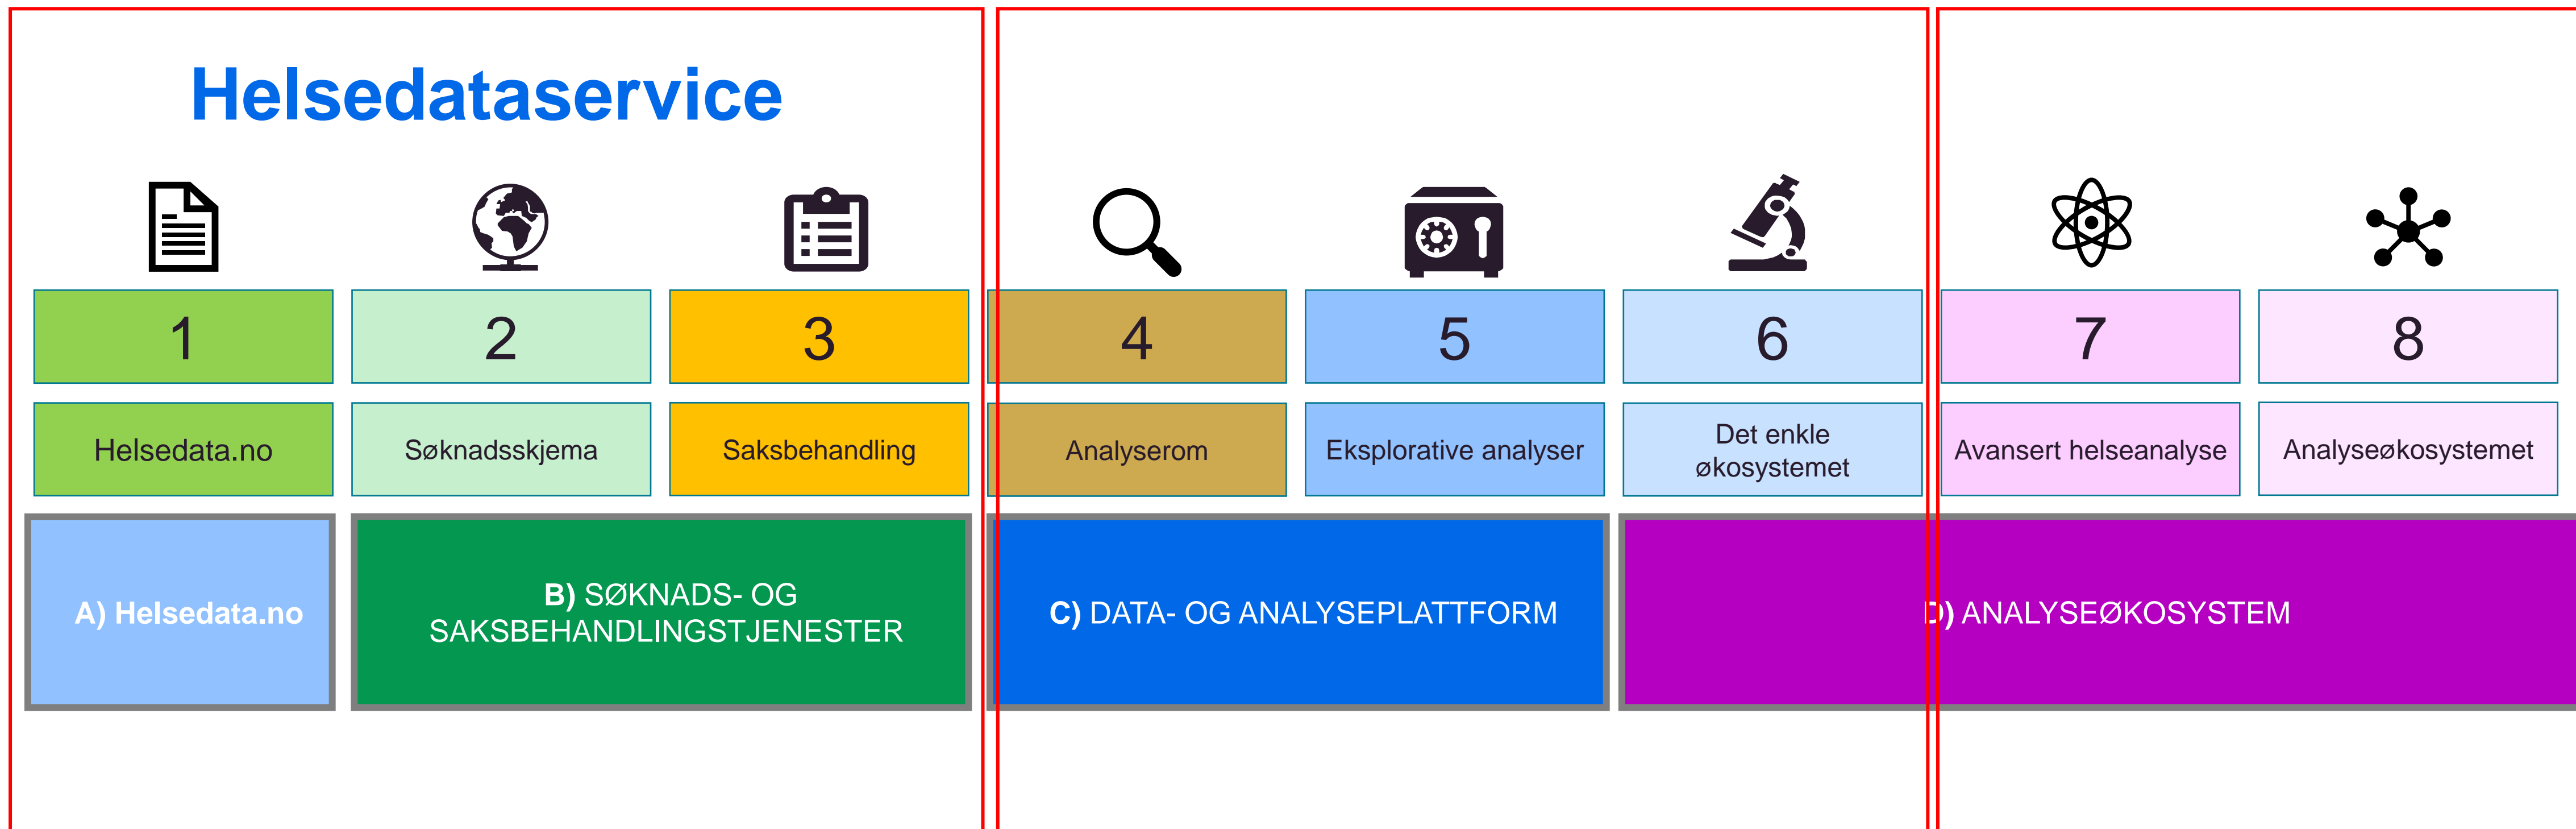 Helsedataservice
1
2
3
4
5
6
7
8
Helsedata.no
Søknadsskjema
Saksbehandling
Analyserom
Eksplorative analyser
Det enkle
økosystemet
Avansert helseanalyse
Analyseøkosystemet
A) Helsedata.no
B) SØKNADS- OG
SAKSBEHANDLINGSTJENESTER
C) DATA- OG ANALYSEPLATTFORM
D) ANALYSEØKOSYSTEM